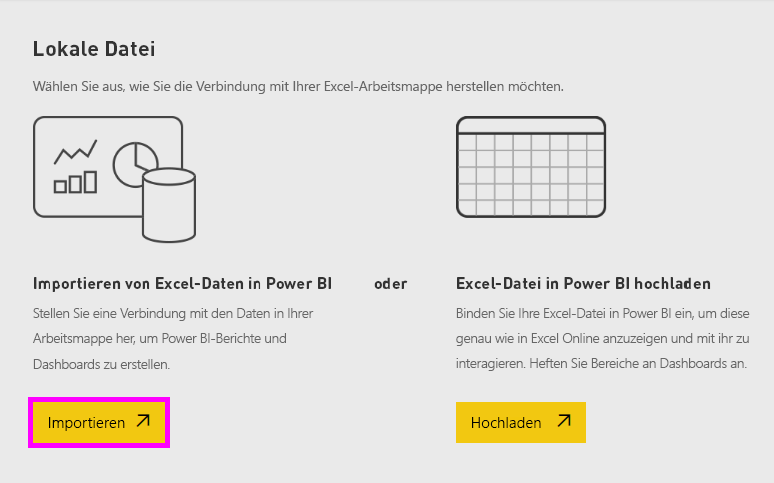 Lokale Datei
Wählen Sie aus, wie Sie die Verbindung mit Ihrer Excel-Arbeitsmappe herstellen möchten.
Importieren von Excel-Daten in Power BI
Stellen Sie eine Verbindung mit den Daten in Ihrer
Arbeitsmappe her, um Power BI-Berichte und
Dashboards zu erstellen.
Importieren
oder
Excel-Datei in Power BI hochladen
Binden Sie Ihre Excel-Datei in Power BI ein, um diese
genau wie in Excel Online anzuzeigen und mit ihr zu
interagieren. Heften Sie Bereiche an Dashboards an.
Hochladen